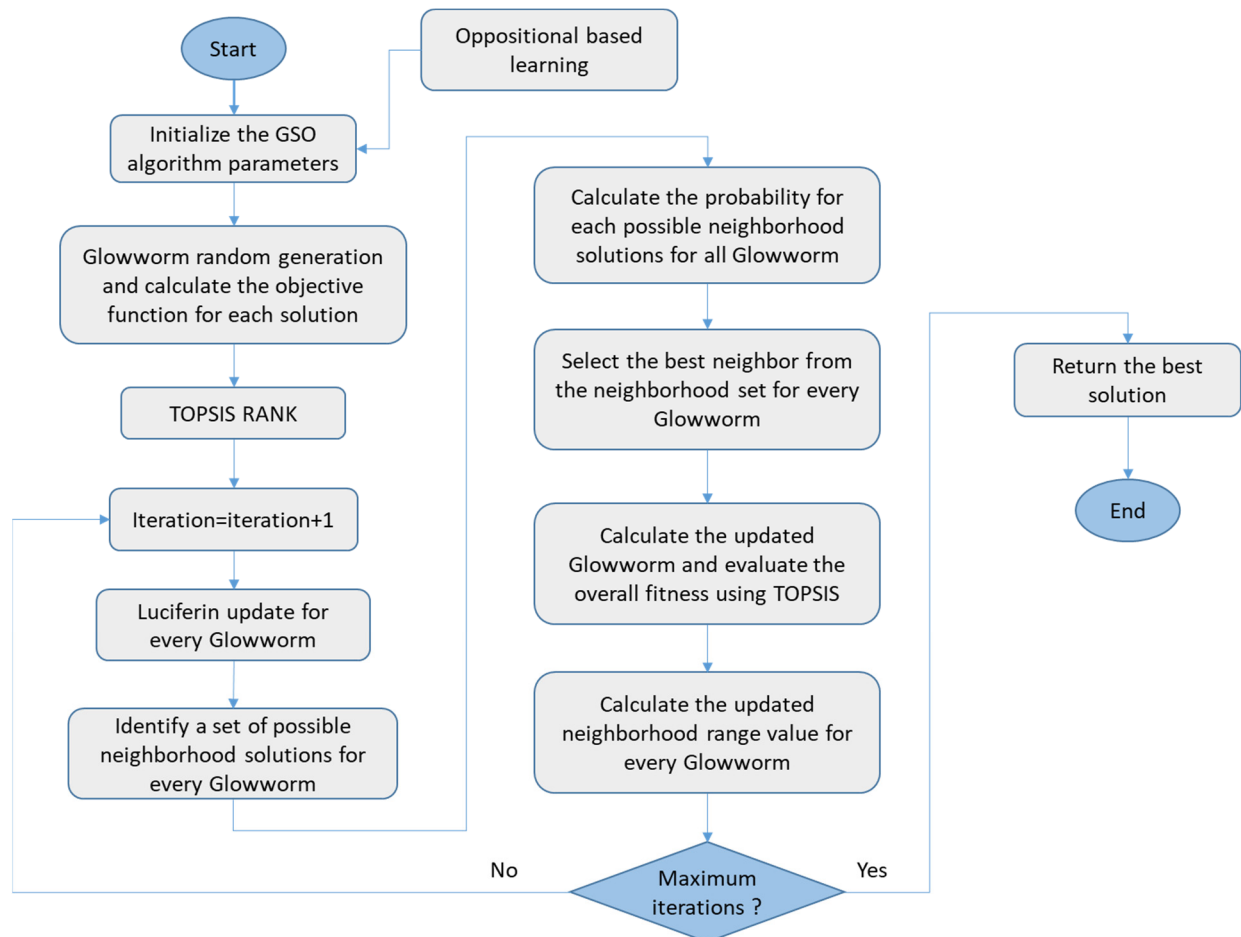 Start
Oppositional based
learning
Initialize the GSO
algorithm parameters
Glowworm random generation
and calculate the objective
function for each solution
TOPSIS RANK
Iteration=iteration+1
Luciferin update for
every Glowworm
Identify a set of possible
neighborhood solutions for
every Glowworm
Calculate the probability for
each possible neighborhood
solutions for all Glowworm
Select the best neighbor from
the neighborhood set for every
Glowworm
Calculate the updated
Glowworm and evaluate the
overall fitness using TOPSIS
Calculate the updated
neighborhood range value for
every Glowworm
Maximum
iterations ?
No
Yes
Return the best
solution
End